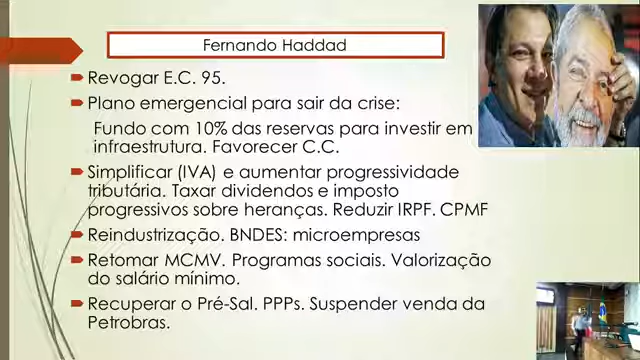 Fernando Haddad
Revogar E.C. 95.
Plano emergencial para sair da crise:
Fundo com 10% das reservas para investir em
infraestrutura. Favorecer C.C.
Simplificar (IVA) e aumentar progressividade
tributária. Taxar dividendos e imposto
progressivos sobre heranças. Reduzir IRPF. CPMF
Reindustrização. BNDES: microempresas
Retomar MCMV. Programas sociais. Valorização
do salário mínimo.
Recuperar o Pré-Sal. PPPs. Suspender venda da
Petrobras.